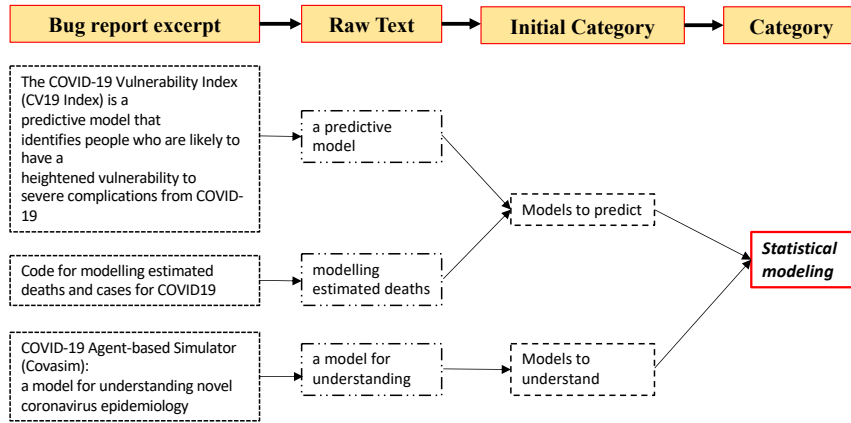 Bug report excerpt
Raw Text
Initial Category
Category
The COVID-19 Vulnerability Index
(CV19 Index) is a
predictive model that
identifies people who are likely to
have a
heightened vulnerability to
severe complications from COVID-
19
a predictive
model
Models to predict
Statistical
modeling
Code for modelling estimated
deaths and cases for COVID19
modelling
estimated deaths
COVID-19 Agent-based Simulator
(Covasim):
a model for understanding novel
coronavirus epidemiology
a model for
understanding
Models to
understand